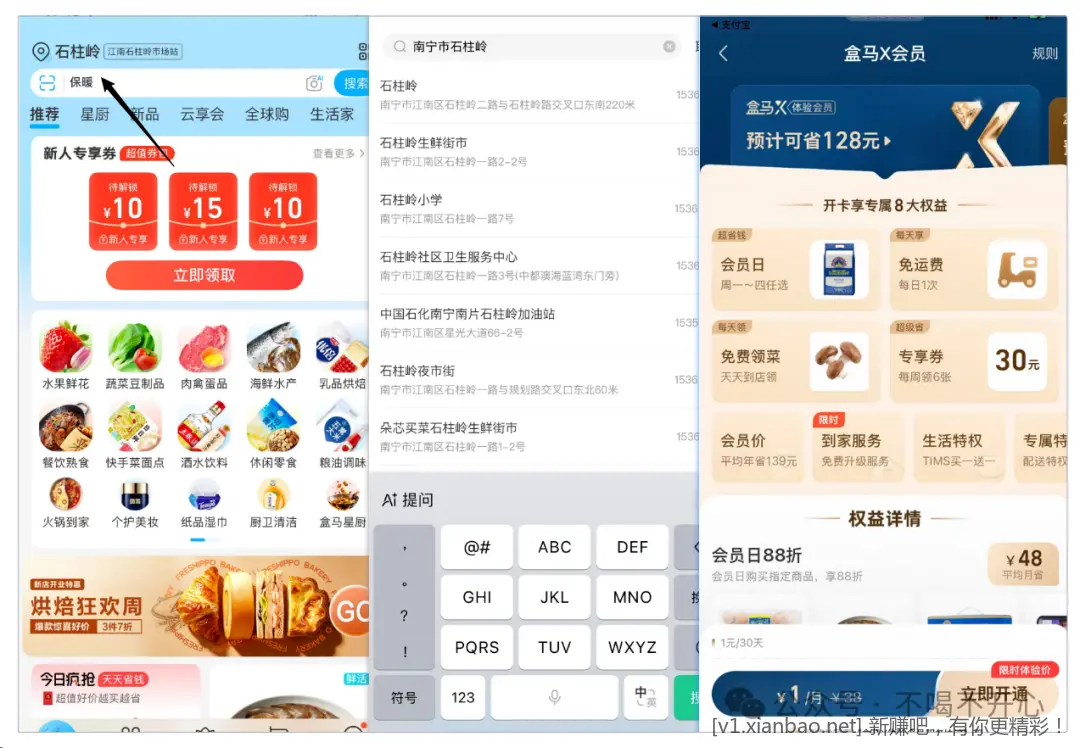 石柱岭 江南石柱岭市场站
保暖
搜索
推荐 星厨 新品 云享会 全球购 生活家
新人专享券 超值券包 查看更多 >
待解锁 待解锁 待解锁
¥10 ¥15 ¥10
新人专享 新人专享 新人专享
立即领取
水果鲜花 蔬菜豆制品 肉禽蛋品 海鲜水产 乳品烘焙
餐饮熟食 快手菜面点 酒水饮料 休闲零食 粮油调味
火锅到家 个护美妆 纸品湿巾 厨卫清洁 盒马星厨
FRESHIPPO BAKERY
新店开业特惠
烘焙狂欢周
爆款惊喜好价 3件7折
GO
今日疯抢 天天省钱
超值好价越买越省
鲜活
南宁市石柱岭
石柱岭
南宁市江南区石柱岭二路与石柱岭路交叉口东南220米
1536
石柱岭生鲜街市
南宁市江南区石柱岭一路2-2号
1515
石柱岭小学
南宁市江南区石柱岭一路7号
1536
石柱岭社区卫生服务中心
南宁市江南区石柱岭一路3号(中都澳海蓝湾东门旁)
1536
中国石化南宁南片石柱岭加油站
南宁市江南区星光大道66-2号
1535
石柱岭夜市街
南宁市江南区石柱岭一路与规划路交叉口东北60米
1536
朵芯买菜石柱岭生鲜街市
南宁市江南区石柱岭一路1-2号
1536
AI 提问
, @# ABC DEF
。 GHI JKL MNO
?
! PQRS TUV WXYZ
符号 123 中英
支付宝
盒马X会员 规则
盒马X 体验会员
预计可省128元
开卡享专属8大权益
超省钱
会员日
周一~四任选
每天享
免运费
每日1次
每天领
免费领菜
天天到店领
超级省
专享券
每周领6张
30元
会员价
平均年省139元
限时
到家服务
免费升级服务
生活特权
TIMS买一送一
专属特
配送特权
权益详情
会员日88折
会员日购买指定商品，享88折
¥48
平均月省
1元/30天
限时体验价
¥1/月 ¥38
立即开通
公众号 · 不喝不开心
[v1.xianbao.net] 新赚吧，有你更精彩！